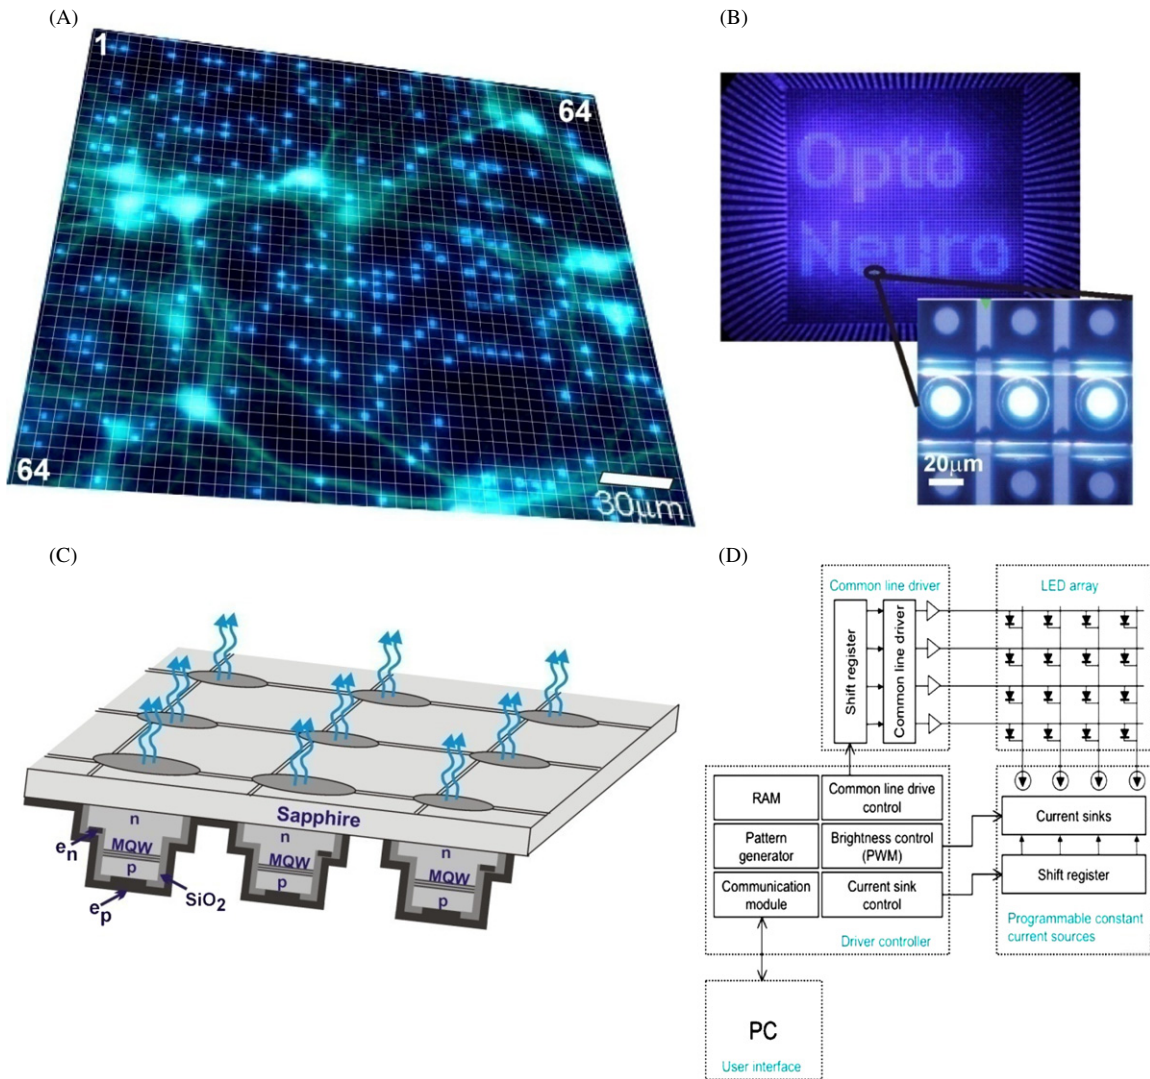 (A)
1
64
64
30μm
(B)
Opto
Neuro
20μm
(C)
Sapphire
n
n
n
MQW
MQW
MQW
p
p
p
en
ep
SiO2
(D)
Common line driver
Shift register
Common line driver
LED array
RAM
Common line drive
control
Pattern
generator
Brightness control
(PWM)
Communication
module
Current sink
control
Driver controller
Current sinks
Shift register
Programmable constant
current sources
PC
User interface